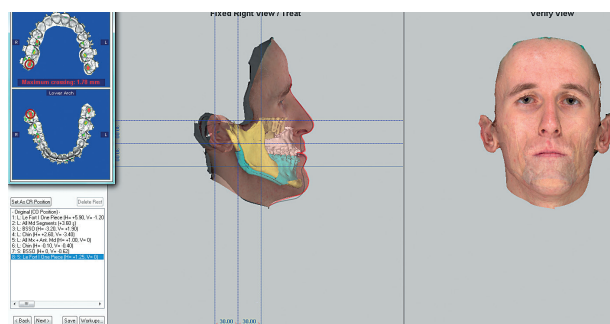 Fixed Right View / Treat
Verify View
R
L
Maximum crowding: 1.78 mm
Lower Arch
R
L
Set As CR Position
Delete Plan
Original (CO Position)
1: L: Le Fort I One Piece (H= +5.90, V= -1.20
2: L: All Md Segments (+3.60 j)
3: L: BSSO (H= -3.20, V= +1.90)
4: L: Chin (H= +2.60, V= -3.40)
5: L: All Mx + Ant. Md (H= +1.00, V= 0)
6: L: Chin (H= -0.10, V= -0.40)
7: S: BSSO (H= 0, V= -0.62)
8: S: Le Fort I One Piece (H= +1.25, V= 0)
< Back
Next >
Save
Workups...
30.00
30.00